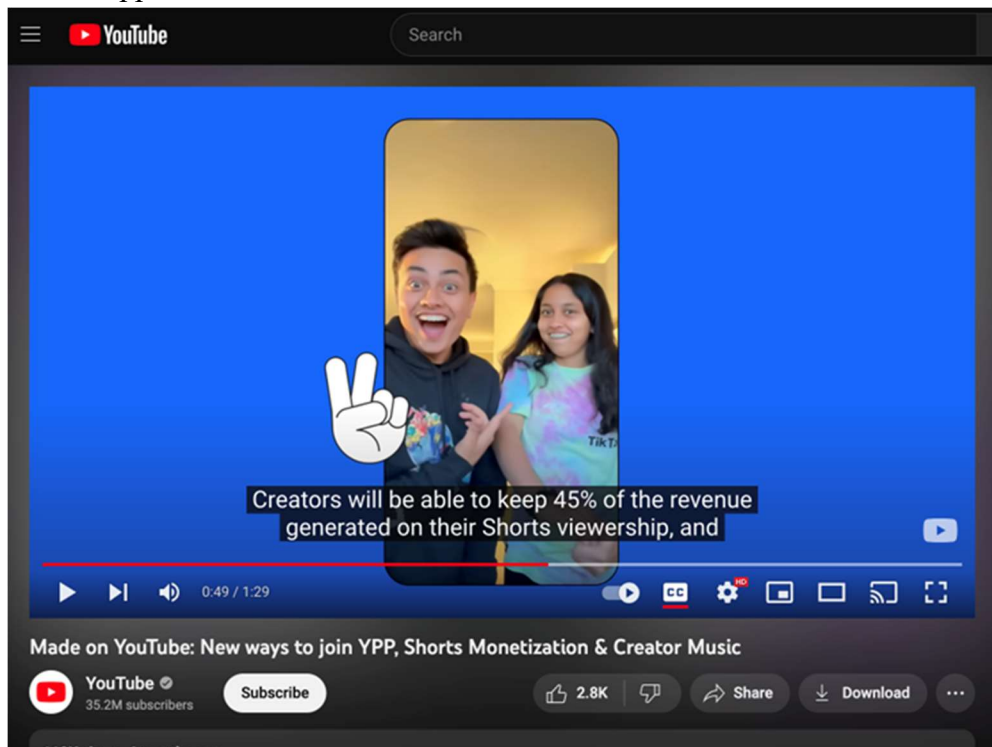 YouTube
Search
TikT
Creators will be able to keep 45% of the revenue
generated on their Shorts viewership, and
0:49 / 1:29
CC
HD
Made on YouTube: New ways to join YPP, Shorts Monetization & Creator Music
YouTube
35.2M subscribers
Subscribe
2.8K
Share
Download